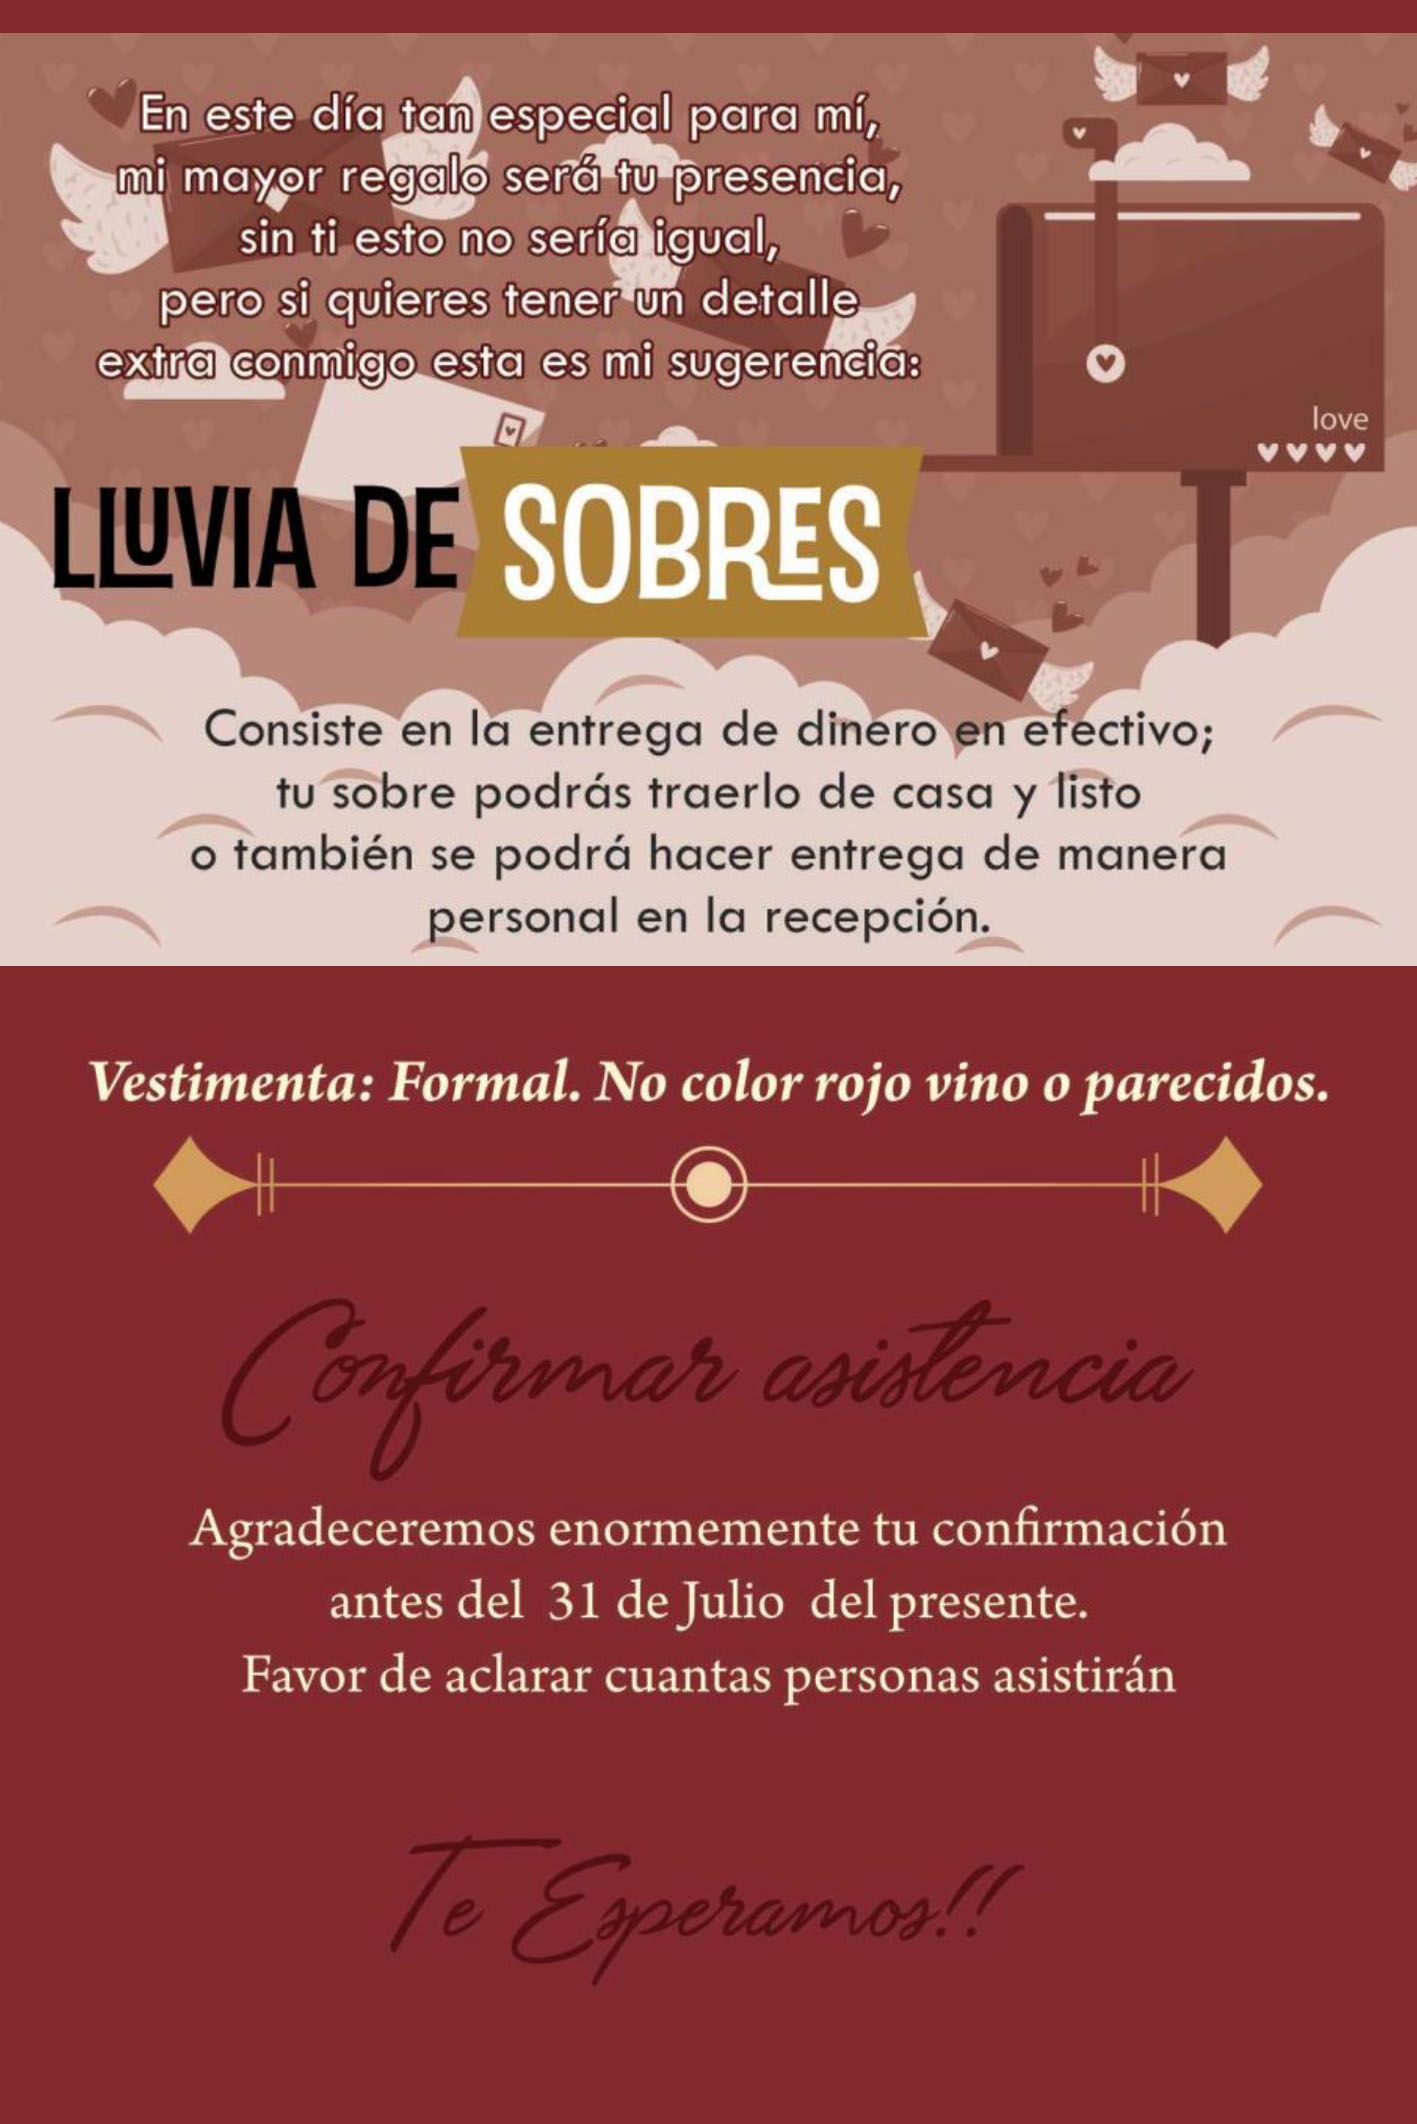 En este día tan especial para mí,
mi mayor regalo será tu presencia,
sin ti esto no sería igual,
pero si quieres tener un detalle
extra conmigo esta es mi sugerencia:
love
LLUVIA DE SOBRES
Consiste en la entrega de dinero en efectivo;
tu sobre podrás traerlo de casa y listo
o también se podrá hacer entrega de manera
personal en la recepción.
Vestimenta: Formal. No color rojo vino o parecidos.
Confirmar asistencia
Agradeceremos enormemente tu confirmación
antes del 31 de Julio del presente.
Favor de aclarar cuantas personas asistirán
Te Esperamos!!